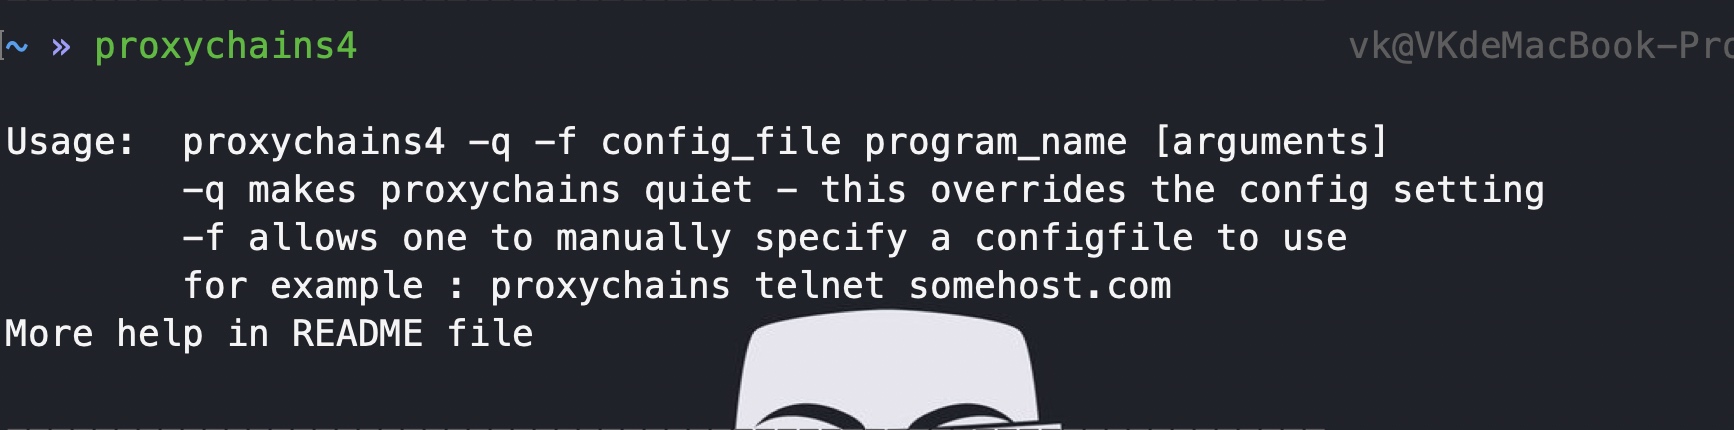 ~ » proxychains4 vk@VKdeMacBook-Pro
Usage: proxychains4 -q -f config_file program_name [arguments]
-q makes proxychains quiet - this overrides the config setting
-f allows one to manually specify a configfile to use
for example : proxychains telnet somehost.com
More help in README file